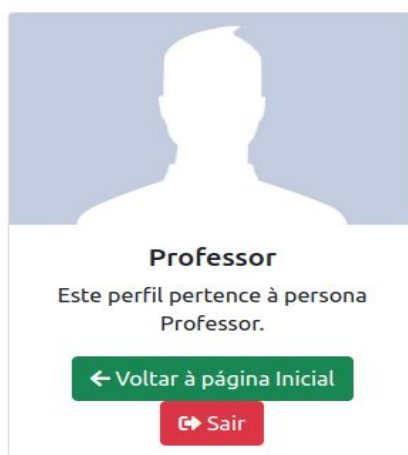 Professor
Este perfil pertence à persona
Professor.
Voltar à página Inicial
Sair